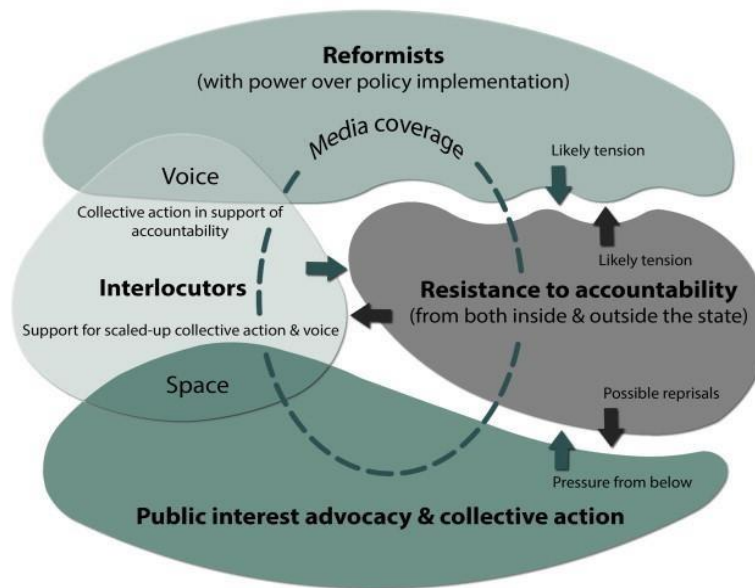 Reformists
(with power over policy implementation)
Media coverage
Likely tension
Voice
Collective action in support of
accountability
Likely tension
Interlocutors
Resistance to accountability
(from both inside & outside the state)
Support for scaled-up collective action & voice
Space
Possible reprisals
Pressure from below
Public interest advocacy & collective action